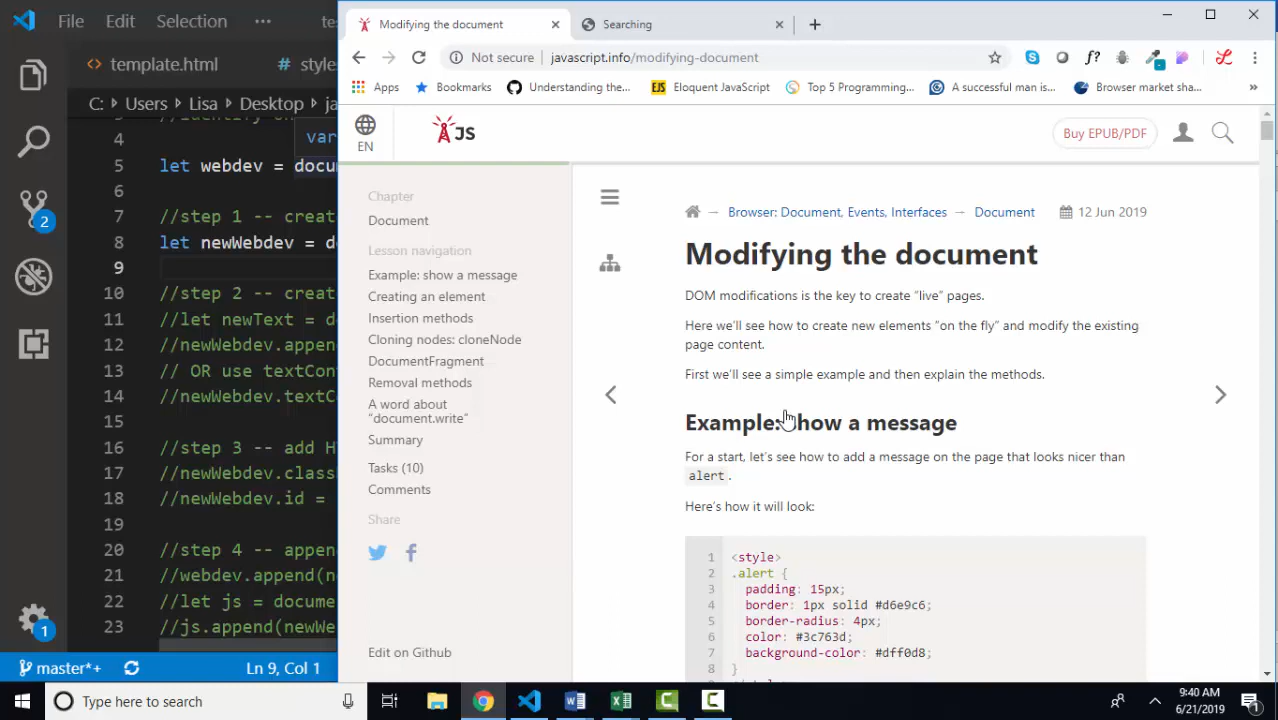 File Edit Selection ··· te
template.html # style
C: Users Lisa Desktop ja
4
var
5 let webdev = docu
6
7 //step 1 -- creat
8 let newWebdev = d
9
10 //step 2 -- creat
11 //let newText = d
12 //newWebdev.appen
13 // OR use textCon
14 //newWebdev.textC
15
16 //step 3 -- add H
17 //newWebdev.class
18 //newWebdev.id =
19
20 //step 4 -- appen
21 //webdev.append(n
22 //let js = docume
23 //js.append(newWe
2
1
master*+ Ln 9, Col 1
Modifying the document
Searching
Not secure javascript.info/modifying-document
Apps Bookmarks Understanding the... EJS Eloquent JavaScript Top 5 Programming... A successful man is... Browser market sha... »
EN
JS
Buy EPUB/PDF
Chapter
Document
Lesson navigation
Example: show a message
Creating an element
Insertion methods
Cloning nodes: cloneNode
DocumentFragment
Removal methods
A word about
“document.write”
Summary
Tasks (10)
Comments
Share
Edit on Github
→ Browser: Document, Events, Interfaces → Document 12 Jun 2019
Modifying the document
DOM modifications is the key to create “live” pages.
Here we’ll see how to create new elements “on the fly” and modify the existing
page content.
First we’ll see a simple example and then explain the methods.
Example: show a message
For a start, let’s see how to add a message on the page that looks nicer than
alert.
Here’s how it will look:
1 <style>
2 .alert {
3 padding: 15px;
4 border: 1px solid #d6e9c6;
5 border-radius: 4px;
6 color: #3c763d;
7 background-color: #dff0d8;
8 }
Type here to search
9:40 AM
6/21/2019
1